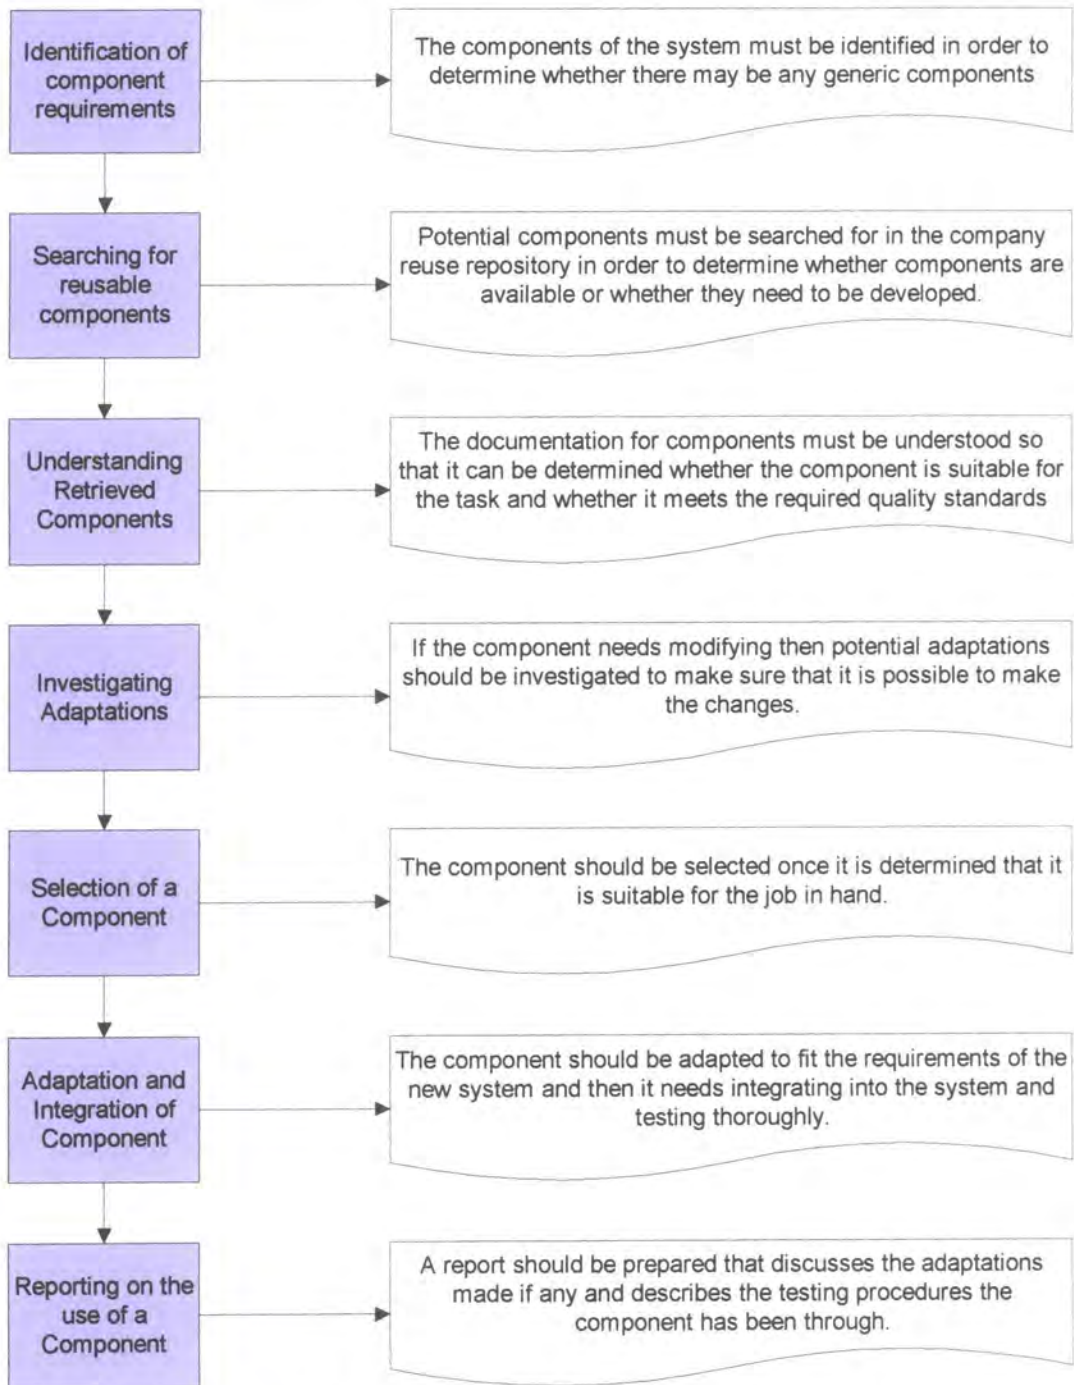 Identification of
component
requirements
The components of the system must be identified in order to
determine whether there may be any generic components
Searching for
reusable
components
Potential components must be searched for in the company
reuse repository in order to determine whether components are
available or whether they need to be developed.
Understanding
Retrieved
Components
The documentation for components must be understood so
that it can be determined whether the component is suitable for
the task and whether it meets the required quality standards
Investigating
Adaptations
If the component needs modifying then potential adaptations
should be investigated to make sure that it is possible to make
the changes.
Selection of a
Component
The component should be selected once it is determined that it
is suitable for the job in hand.
Adaptation and
Integration of
Component
The component should be adapted to fit the requirements of the
new system and then it needs integrating into the system and
testing thoroughly.
Reporting on the
use of a
Component
A report should be prepared that discusses the adaptations
made if any and describes the testing procedures the
component has been through.